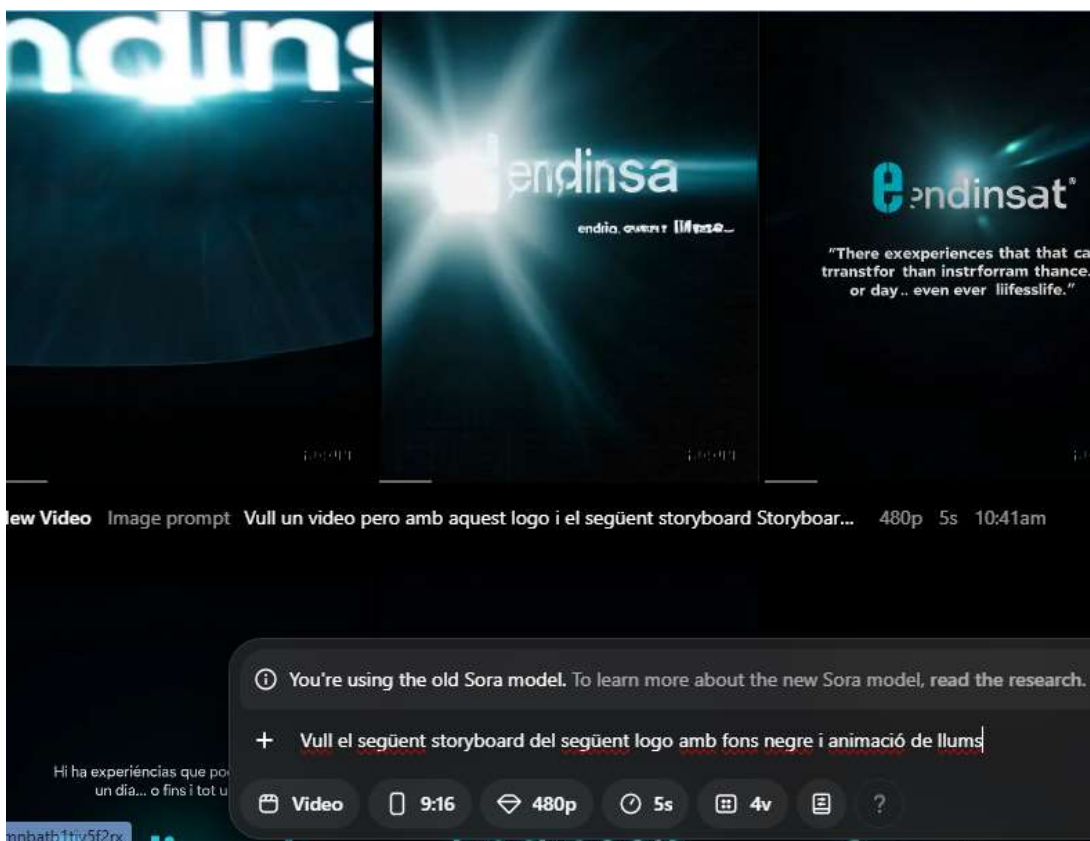 ndins
endinsa
endria,
endinsat®
"There exexperiences that that ca
trranstfor than instrforram thance.
or day.. even ever liifesslife."
lew Video Image prompt Vull un video pero amb aquest logo i el següent storyboard Storyboar... 480p 5s 10:41am
You're using the old Sora model. To learn more about the new Sora model, read the research.
Vull el següent storyboard del següent logo amb fons negre i animació de llums
Hi ha experiéncias que po
un dia... o fins i tot u
Video 9:16 480p 5s 4v ?